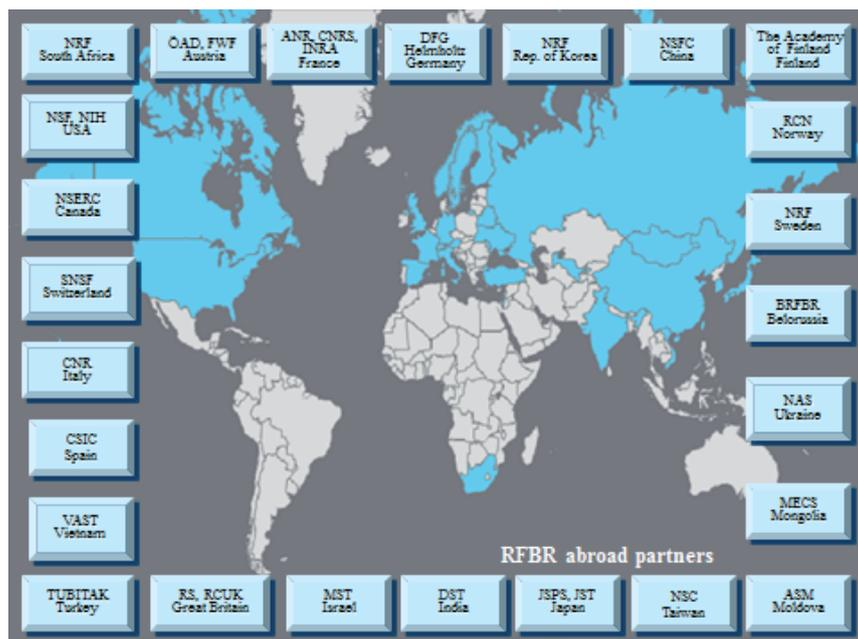 NRF
South Africa
ÖAD, FWF
Austria
ANR, CNRS,
INRA
France
DFG
Helmholtz
Germany
NRF
Rep. of Korea
NSFC
China
The Academy
of Finland
Finland
NSF, NIH
USA
RCN
Norway
NSERC
Canada
NRF
Sweden
SNSF
Switzerland
BRFBR
Belorussia
CNR
Italy
NAS
Ukraine
CSIC
Spain
VAST
Vietnam
MECS
Mongolia
RFBR abroad partners
TUBITAK
Turkey
RS, RCUK
Great Britain
MST
Israel
DST
India
JSPS, JST
Japan
NSC
Taiwan
ASM
Moldova